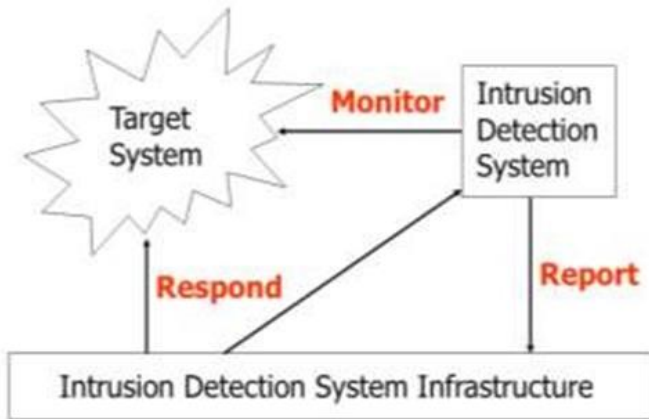 Target
System
Monitor
Intrusion
Detection
System
Respond
Report
Intrusion Detection System Infrastructure